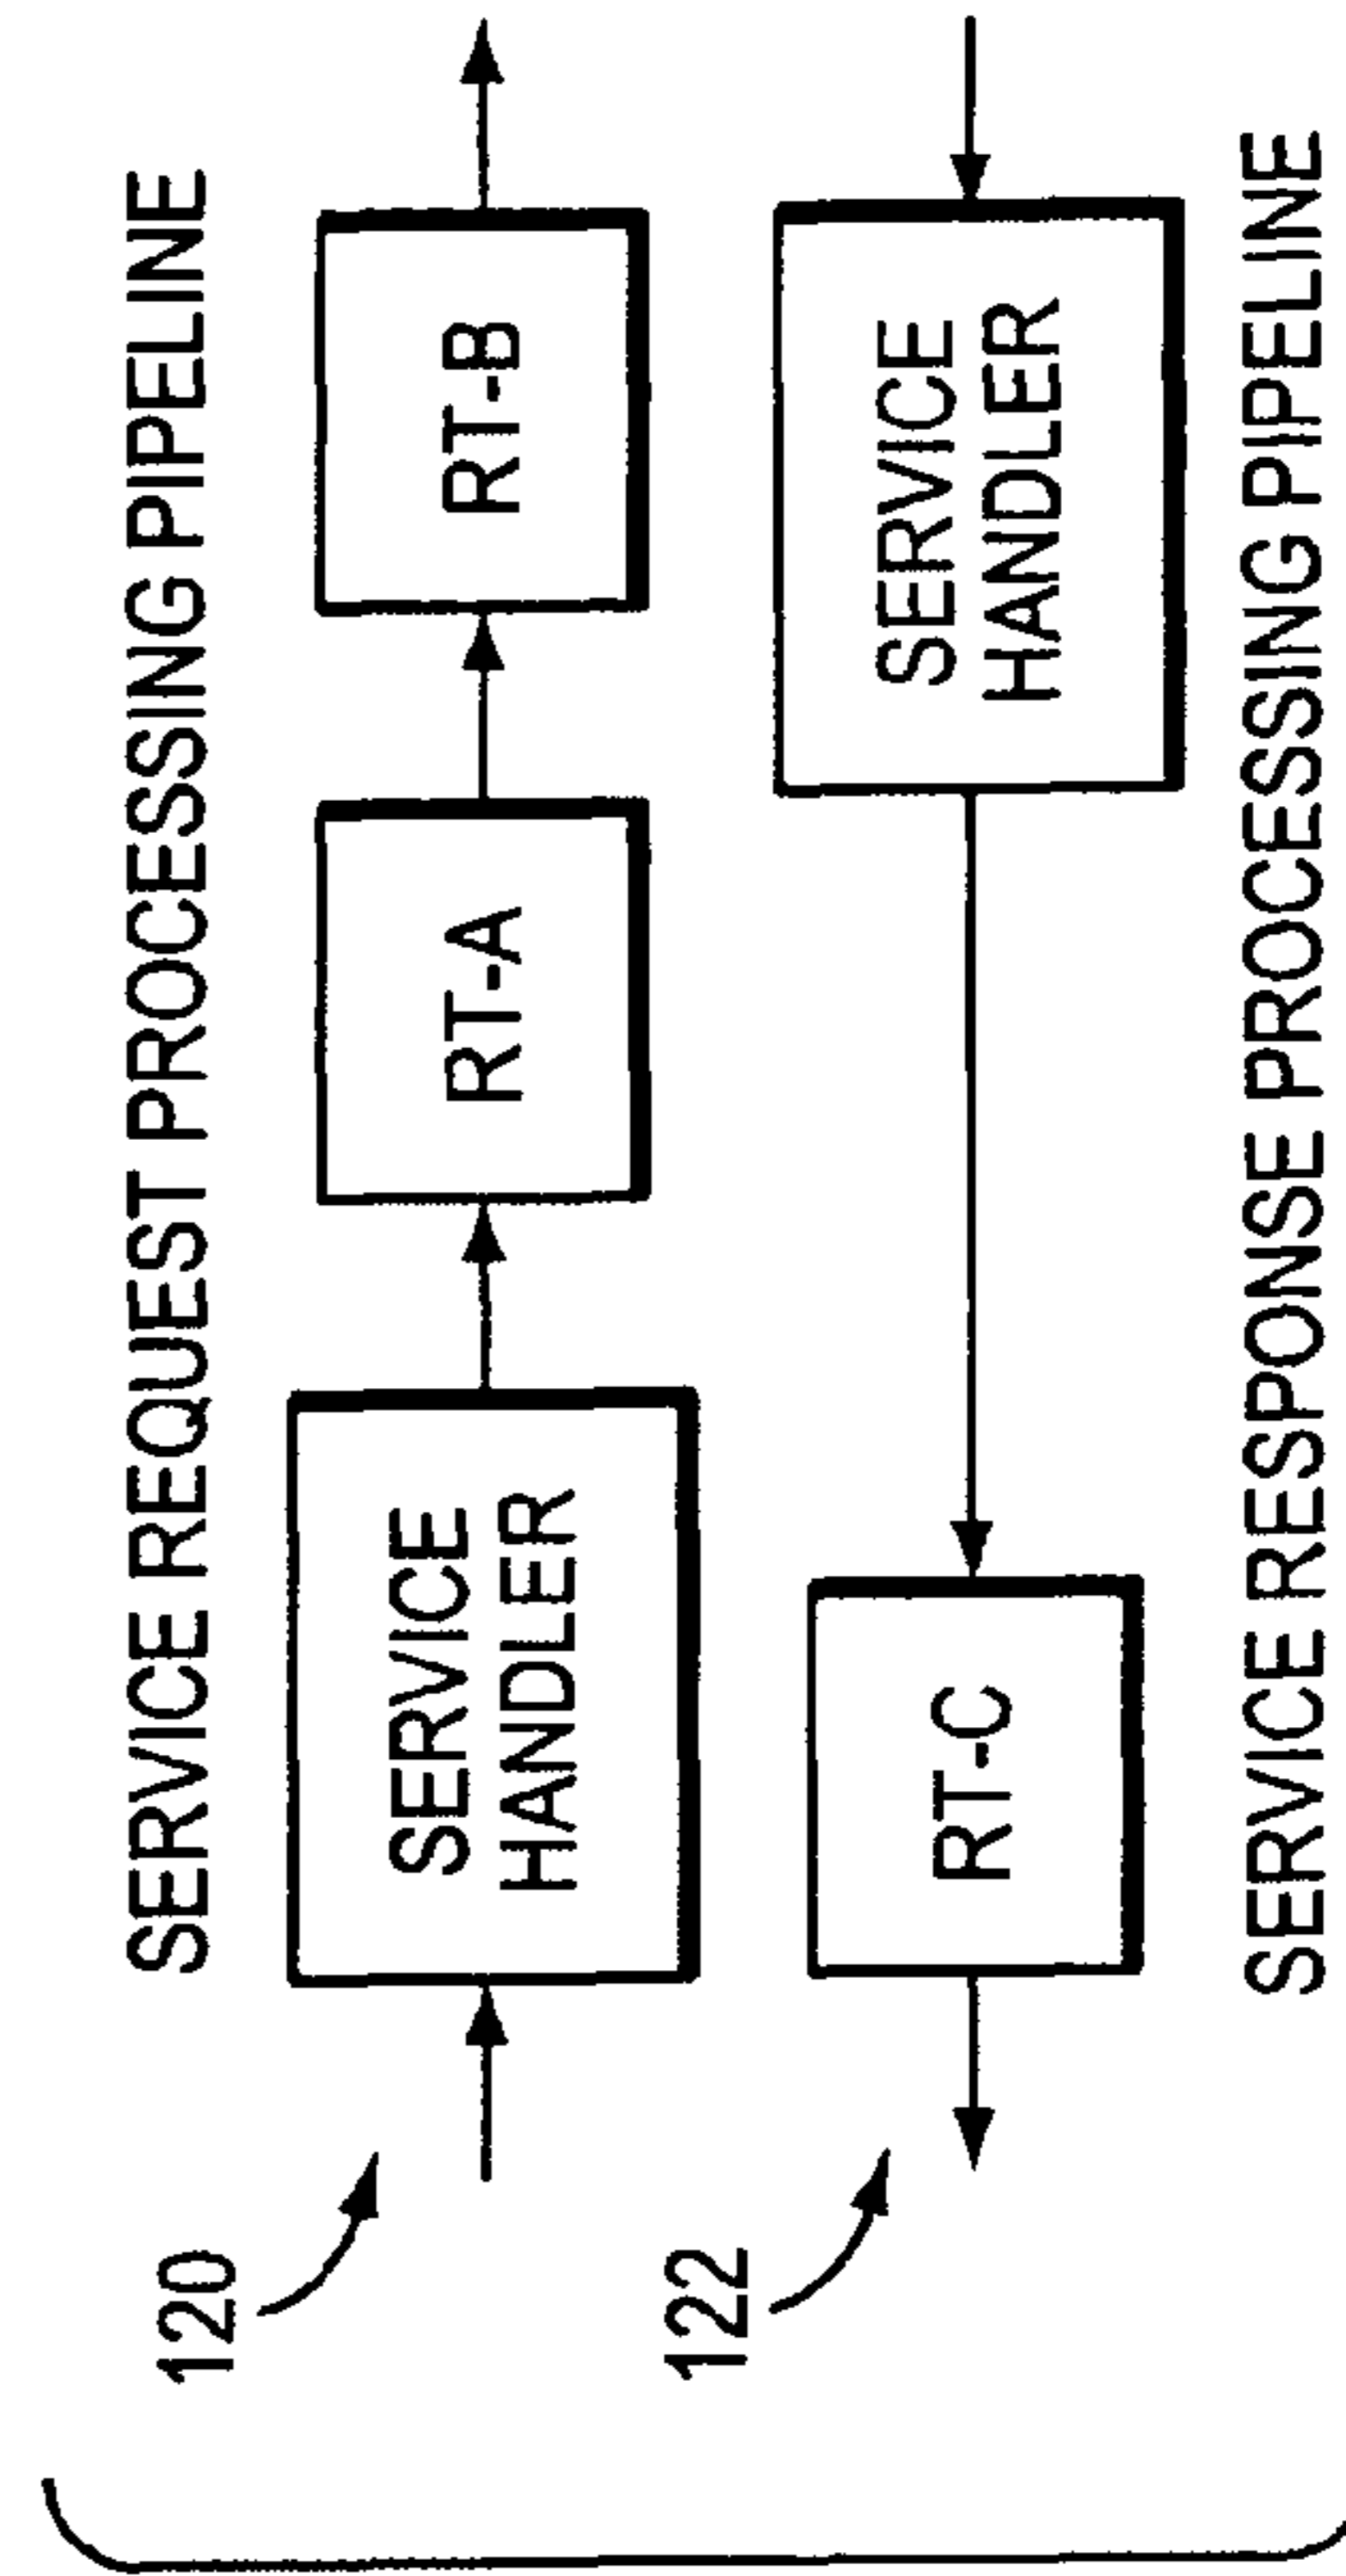 SERVICE REQUEST PROCESSING PIPELINE
120
SERVICE
HANDLER
RT-A
RT-B
122
RT-C
SERVICE
HANDLER
SERVICE RESPONSE PROCESSING PIPELINE